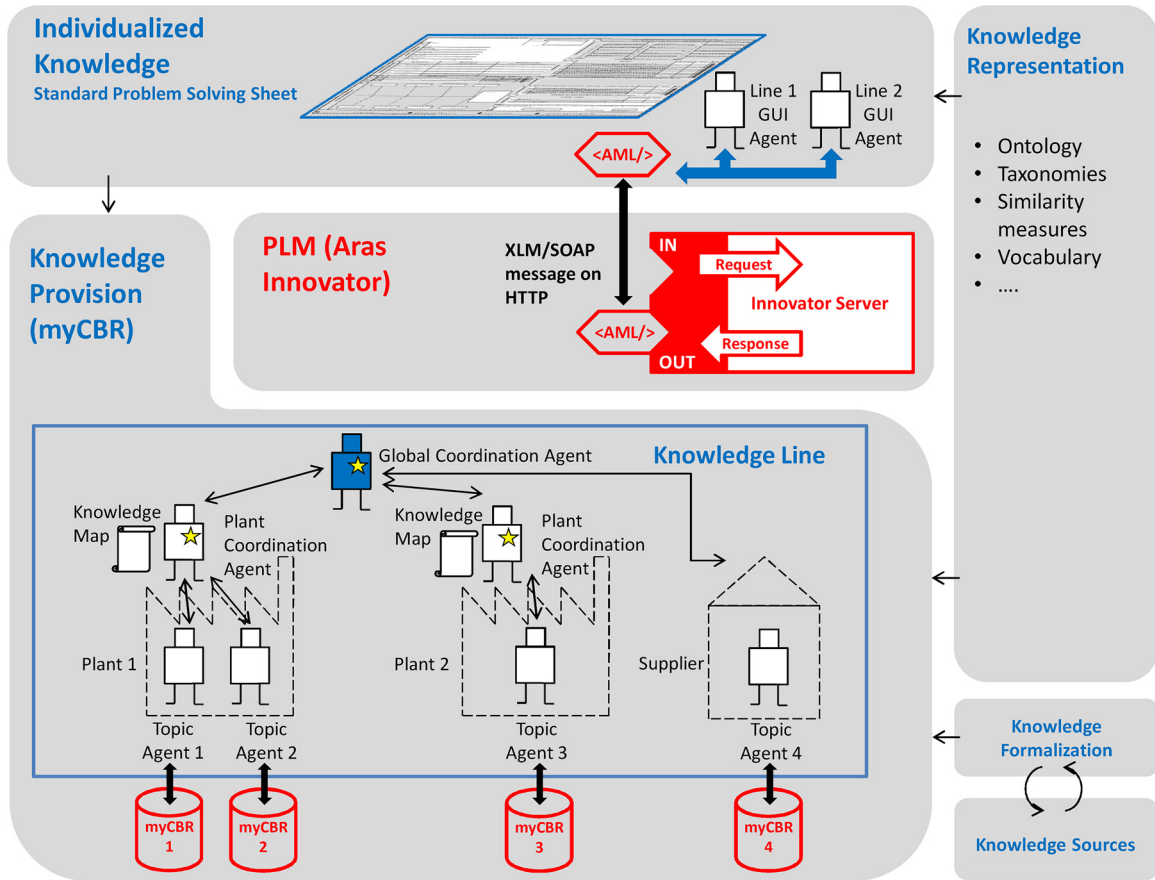 Individualized
Knowledge
Standard Problem Solving Sheet
Line 1
GUI
Agent
Line 2
GUI
Agent
<AML/>
Knowledge
Representation
• Ontology
• Taxonomies
• Similarity
measures
• Vocabulary
• ....
Knowledge
Provision
(myCBR)
PLM (Aras
Innovator)
XLM/SOAP
message on
HTTP
IN
Request
Innovator Server
<AML/>
Response
OUT
Knowledge Line
Global Coordination Agent
Knowledge
Map
Plant
Coordination
Agent
Knowledge
Map
Plant
Coordination
Agent
Plant 1
Plant 2
Supplier
Topic
Agent 1
Topic
Agent 2
Topic
Agent 3
Topic
Agent 4
myCBR
1
myCBR
2
myCBR
3
myCBR
4
Knowledge
Formalization
Knowledge Sources